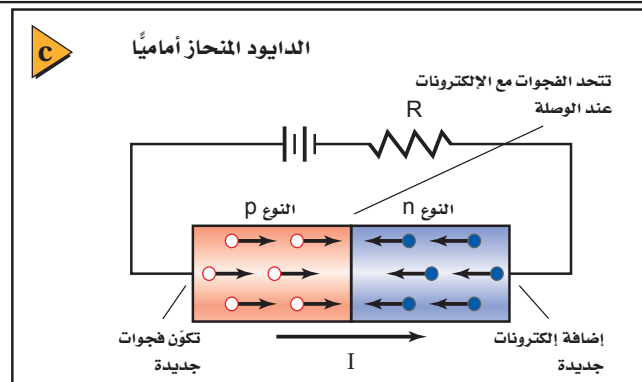 c
الدايود المنحاز أماميًّا
تتحد الفجوات مع الإلكترونات
عند الوصلة
R
النوع p
النوع n
تكوّن فجوات
جديدة
I
إضافة إلكترونات
جديدة